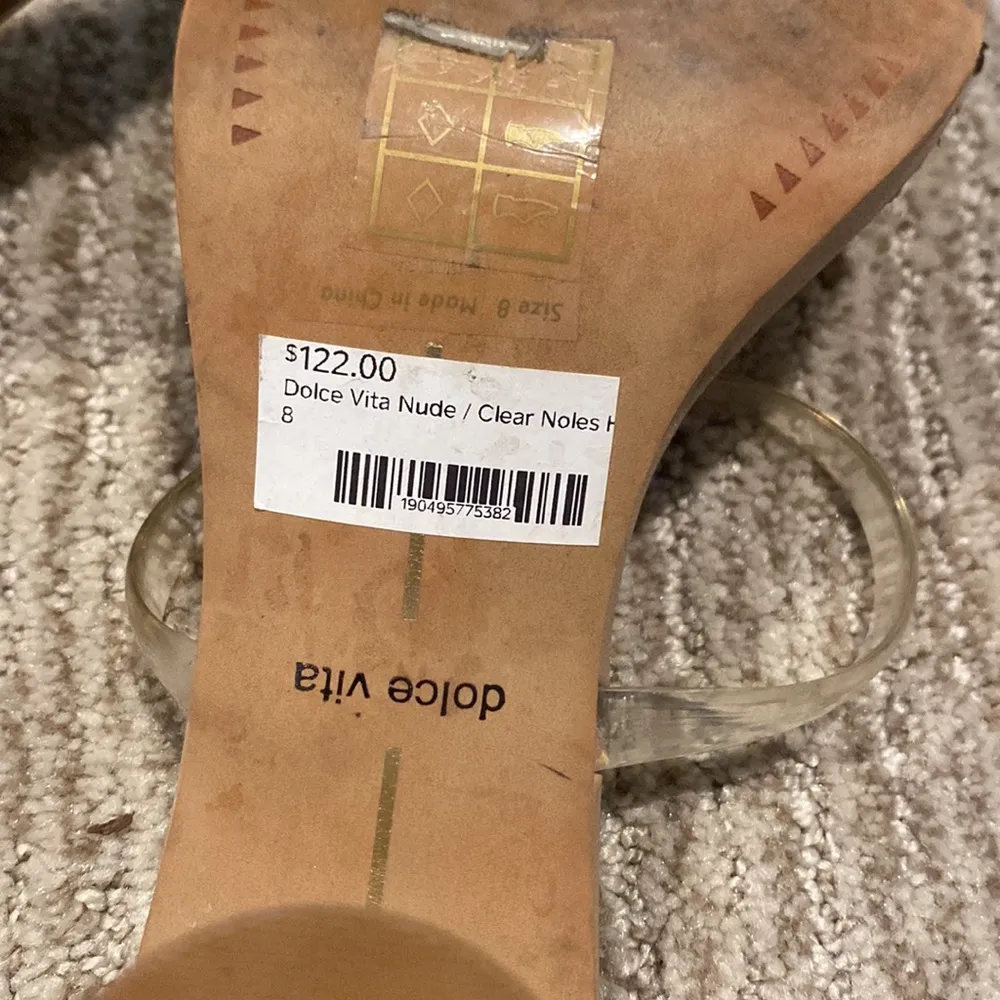 Size 8 Made in China
$122.00
Dolce Vita Nude / Clear Noles H
8
190495775382
dolce vita